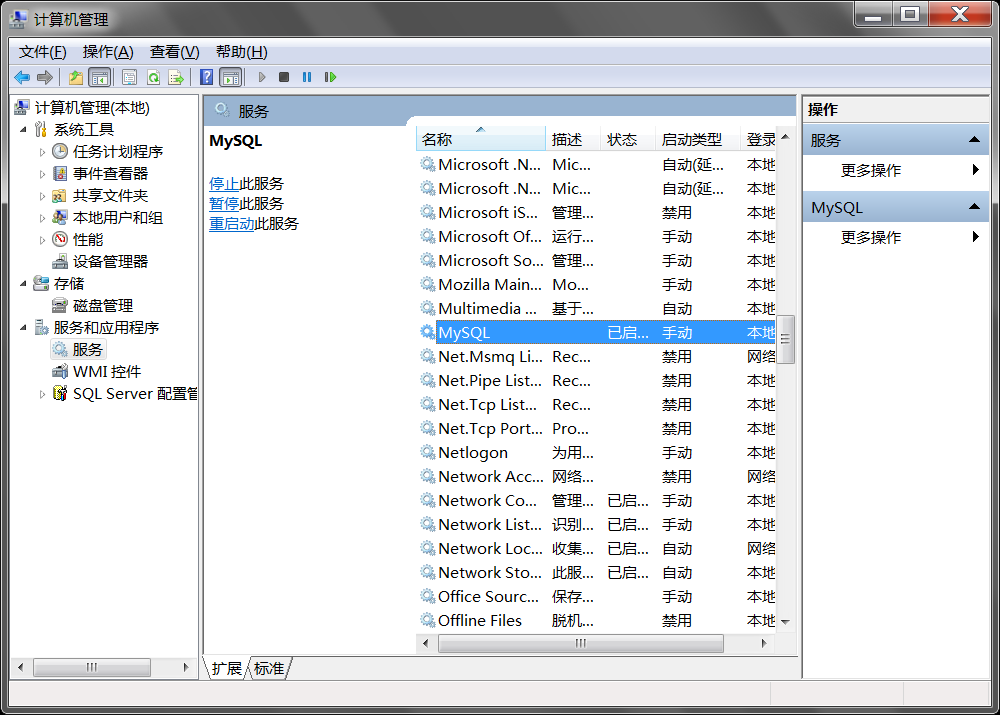 计算机管理
文件(F) 操作(A) 查看(V) 帮助(H)
计算机管理(本地)
系统工具
任务计划程序
事件查看器
共享文件夹
本地用户和组
性能
设备管理器
存储
磁盘管理
服务和应用程序
服务
WMI 控件
SQL Server 配置管
服务
MySQL
停止此服务
暂停此服务
重启动此服务
名称 描述 状态 启动类型 登录
Microsoft .N... Mic... 自动(延... 本地
Microsoft .N... Mic... 自动(延... 本地
Microsoft iS... 管理... 禁用 本地
Microsoft Of... 运行... 手动 本地
Microsoft So... 管理... 手动 本地
Mozilla Main... Mo... 手动 本地
Multimedia ... 基于... 自动 本地
MySQL 已启... 手动 本地
Net.Msmq Li... Rec... 禁用 网络
Net.Pipe List... Rec... 禁用 本地
Net.Tcp List... Rec... 禁用 本地
Net.Tcp Port... Pro... 禁用 本地
Netlogon 为用... 手动 本地
Network Acc... 网络... 禁用 网络
Network Co... 管理... 已启... 手动 本地
Network List... 识别... 已启... 手动 本地
Network Loc... 收集... 已启... 自动 网络
Network Sto... 此服... 已启... 自动 本地
Office Sourc... 保存... 手动 本地
Offline Files 脱机... 禁用 本地
扩展 标准
操作
服务
更多操作
MySQL
更多操作